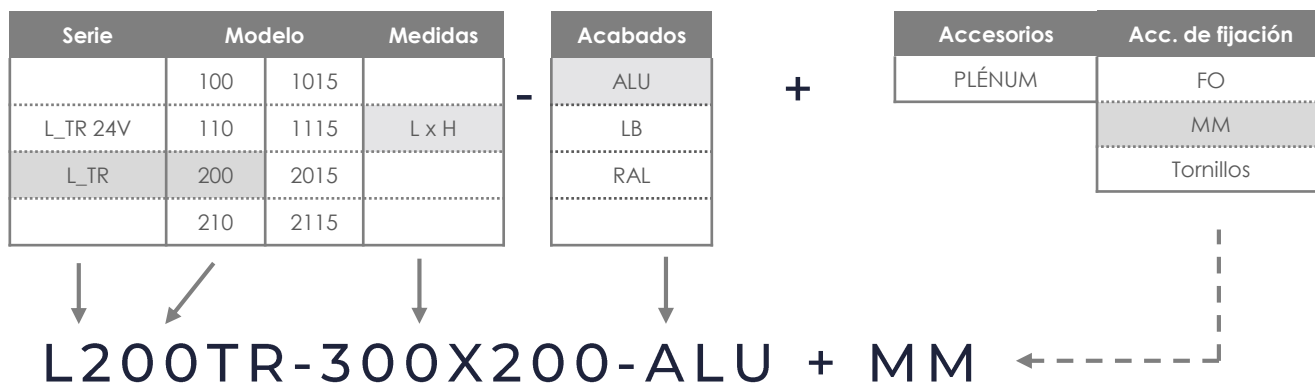 Serie Modelo Medidas Acabados Accesorios Acc. de fijación
100 1015 - ALU + PLÉNUM FO
L_TR 24V 110 1115 L x H LB MM
L_TR 200 2015 RAL Tornillos
210 2115
L200TR-300X200-ALU + MM